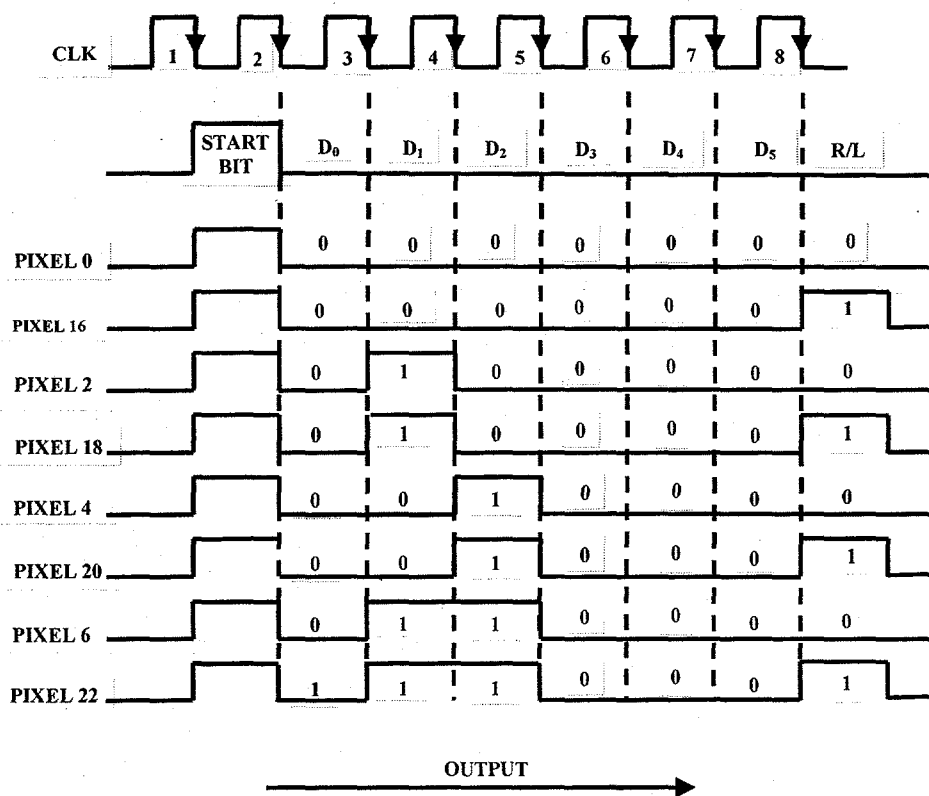 CLK 1 2 3 4 5 6 7 8
START BIT D₀ D₁ D₂ D₃ D₄ D₅ R/L
PIXEL 0 0 0 0 0 0 0 0
PIXEL 16 0 0 0 0 0 0 1
PIXEL 2 0 1 0 0 0 0 0
PIXEL 18 0 1 0 0 0 0 1
PIXEL 4 0 0 1 0 0 0 0
PIXEL 20 0 0 1 0 0 0 1
PIXEL 6 0 1 1 0 0 0 0
PIXEL 22 1 1 1 0 0 0 1
OUTPUT